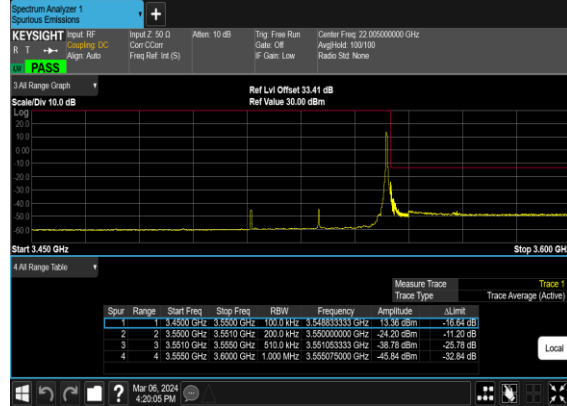 Spectrum Analyzer 1
Spurious Emissions
KEYSIGHT Input: RF Input Z: 50 Ω Atten: 10 dB Trig: Free Run Center Freq: 22.005000000 GHz
R T Coupling: DC Corr CCorr Gate: Off Avg|Hold: 100/100
Align: Auto Freq Ref: Int (S) IF Gain: Low Radio Std: None
LW PASS
3 All Range Graph
Ref Lvl Offset 33.41 dB
Scale/Div 10.0 dB Ref Value 30.00 dBm
Log
20.0
10.0
0.00
-10.0
-20.0
-30.0
-40.0
-50.0
-60.0
Start 3.450 GHz Stop 3.600 GHz
4 All Range Table
Measure Trace Trace 1
Trace Type Trace Average (Active)
Spur Range Start Freq Stop Freq RBW Frequency Amplitude ΔLimit
1 1 3.4500 GHz 3.5500 GHz 100.0 kHz 3.548833333 GHz 13.36 dBm -16.64 dB
2 2 3.5500 GHz 3.5510 GHz 200.0 kHz 3.550000000 GHz -24.20 dBm -11.20 dB
3 3 3.5510 GHz 3.5550 GHz 510.0 kHz 3.551053333 GHz -38.78 dBm -25.78 dB
4 4 3.5550 GHz 3.6000 GHz 1.000 MHz 3.555075000 GHz -45.84 dBm -32.84 dB
Local
Mar 06, 2024
4:20:05 PM